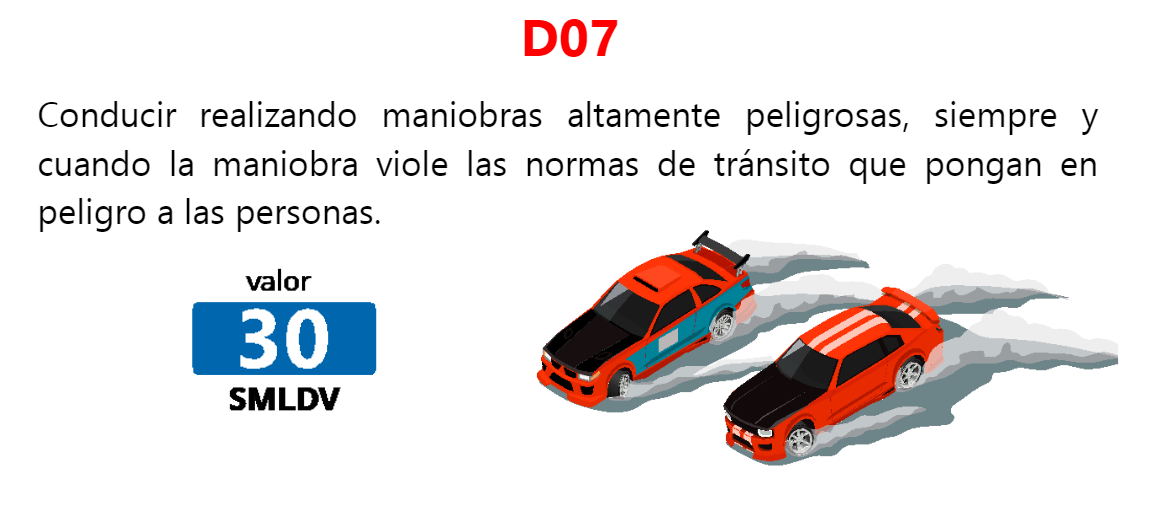 D07
Conducir realizando maniobras altamente peligrosas, siempre y
cuando la maniobra viole las normas de tránsito que pongan en
peligro a las personas.
valor
30
SMLDV